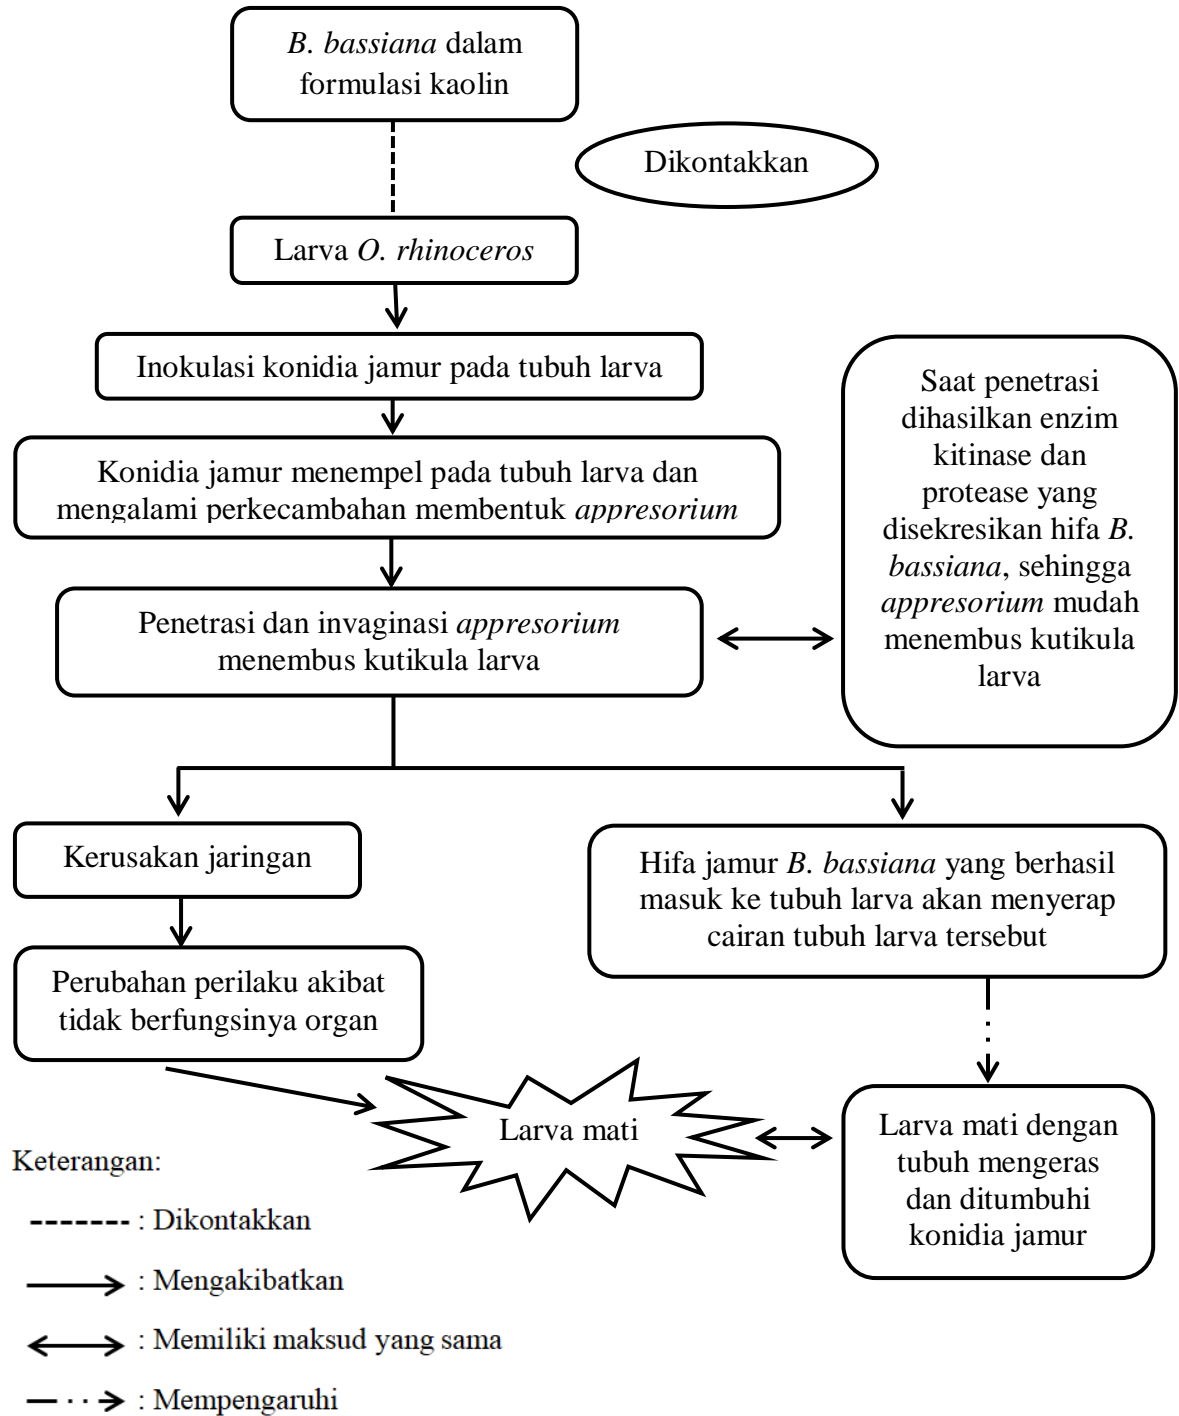 B. bassiana dalam
formulasi kaolin
Dikontakkan
Larva O. rhinoceros
Inokulasi konidia jamur pada tubuh larva
Konidia jamur menempel pada tubuh larva dan
mengalami perkecambahan membentuk appresorium
Saat penetrasi
dihasilkan enzim
kitinase dan
protease yang
disekresikan hifa B.
bassiana, sehingga
appresorium mudah
menembus kutikula
larva
Penetrasi dan invaginasi appresorium
menembus kutikula larva
Kerusakan jaringan
Hifa jamur B. bassiana yang berhasil
masuk ke tubuh larva akan menyerap
cairan tubuh larva tersebut
Perubahan perilaku akibat
tidak berfungsinya organ
Larva mati
Larva mati dengan
tubuh mengeras
dan ditumbuhi
konidia jamur
Keterangan:
: Dikontakkan
: Mengakibatkan
: Memiliki maksud yang sama
: Mempengaruhi